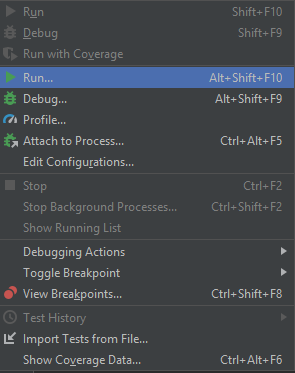 Run Shift+F10
Debug Shift+F9
Run with Coverage
Run... Alt+Shift+F10
Debug... Alt+Shift+F9
Profile...
Attach to Process... Ctrl+Alt+F5
Edit Configurations...
Stop Ctrl+F2
Stop Background Processes... Ctrl+Shift+F2
Show Running List
Debugging Actions
Toggle Breakpoint
View Breakpoints... Ctrl+Shift+F8
Test History
Import Tests from File...
Show Coverage Data... Ctrl+Alt+F6